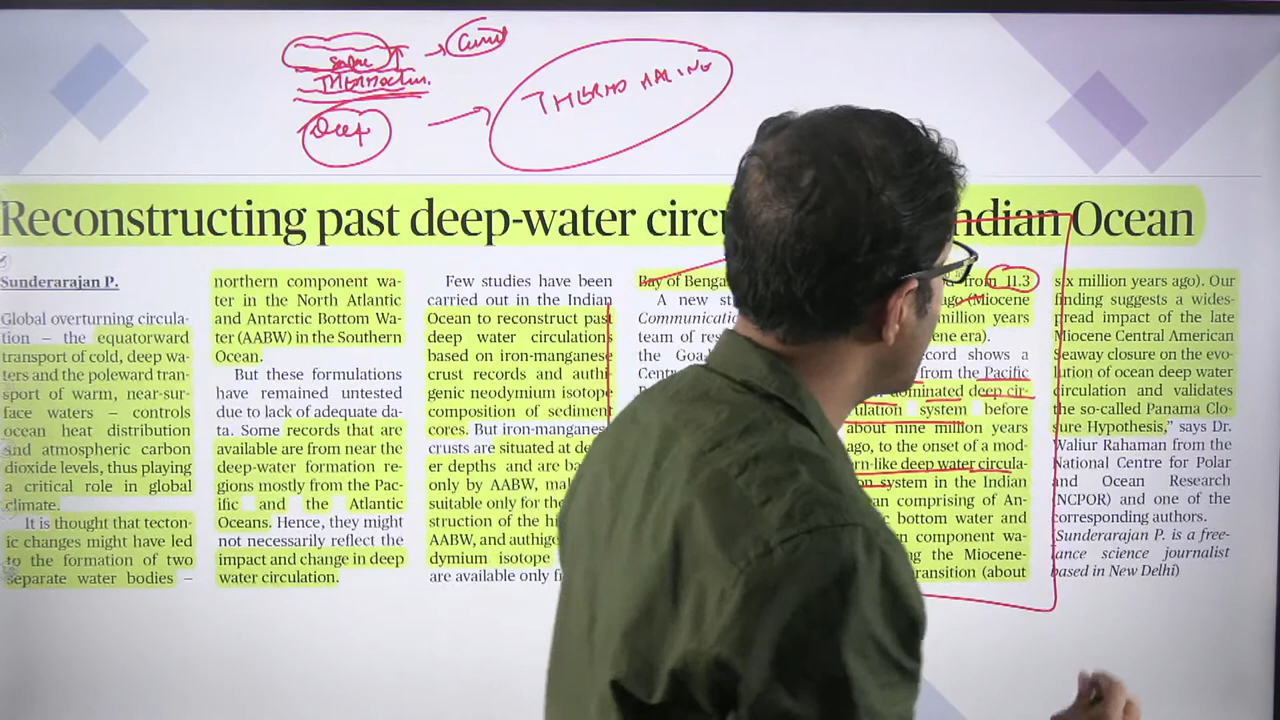 THERMOHALINE
Deep
Reconstructing past deep-water circu
ndian Ocean
Sunderarajan P.
Global overturning circula-
tion – the equatorward
transport of cold, deep wa-
ters and the poleward tran-
sport of warm, near-sur-
face waters – controls
ocean heat distribution
and atmospheric carbon
dioxide levels, thus playing
a critical role in global
climate.
It is thought that tecton-
ic changes might have led
to the formation of two
separate water bodies –
northern component wa-
ter in the North Atlantic
and Antarctic Bottom Wa-
ter (AABW) in the Southern
Ocean.
But these formulations
have remained untested
due to lack of adequate da-
ta. Some records that are
available are from near the
deep-water formation re-
gions mostly from the Pac-
ific and the Atlantic
Oceans. Hence, they might
not necessarily reflect the
impact and change in deep
water circulation.
Few studies have been
carried out in the Indian
Ocean to reconstruct past
deep water circulations
based on iron-manganese
crust records and authi-
genic neodymium isotope
composition of sediment
cores. But iron-manganese
crusts are situated at de
er depths and are ba
only by AABW, ma
suitable only for the
struction of the hi
AABW, and authige
dymium isotope
are available only f
Bay of Benga
A new st
Communicatio
team of res
the Goa
Centr
from 11.3
ago (Miocene
million years
ene era).
cord shows a
from the Pacific
dominated deep cir-
ulation system before
about nine million years
ago, to the onset of a mod-
rn-like deep water circula-
on system in the Indian
an comprising of An-
c bottom water and
rn component wa-
ng the Miocene-
ransition (about
six million years ago). Our
finding suggests a wides-
pread impact of the late
Miocene Central American
Seaway closure on the evo-
lution of ocean deep water
circulation and validates
the so-called Panama Clo-
sure Hypothesis,” says Dr.
Waliur Rahaman from the
National Centre for Polar
and Ocean Research
(NCPOR) and one of the
corresponding authors.
(Sunderarajan P. is a free-
lance science journalist
based in New Delhi)